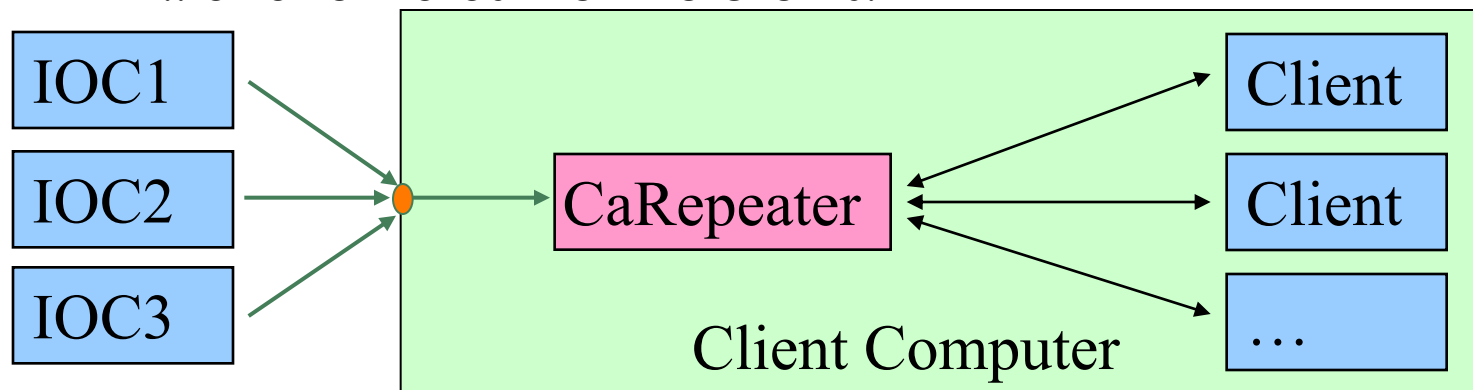 IOC1
IOC2
IOC3
CaRepeater
Client
Client
…
Client Computer